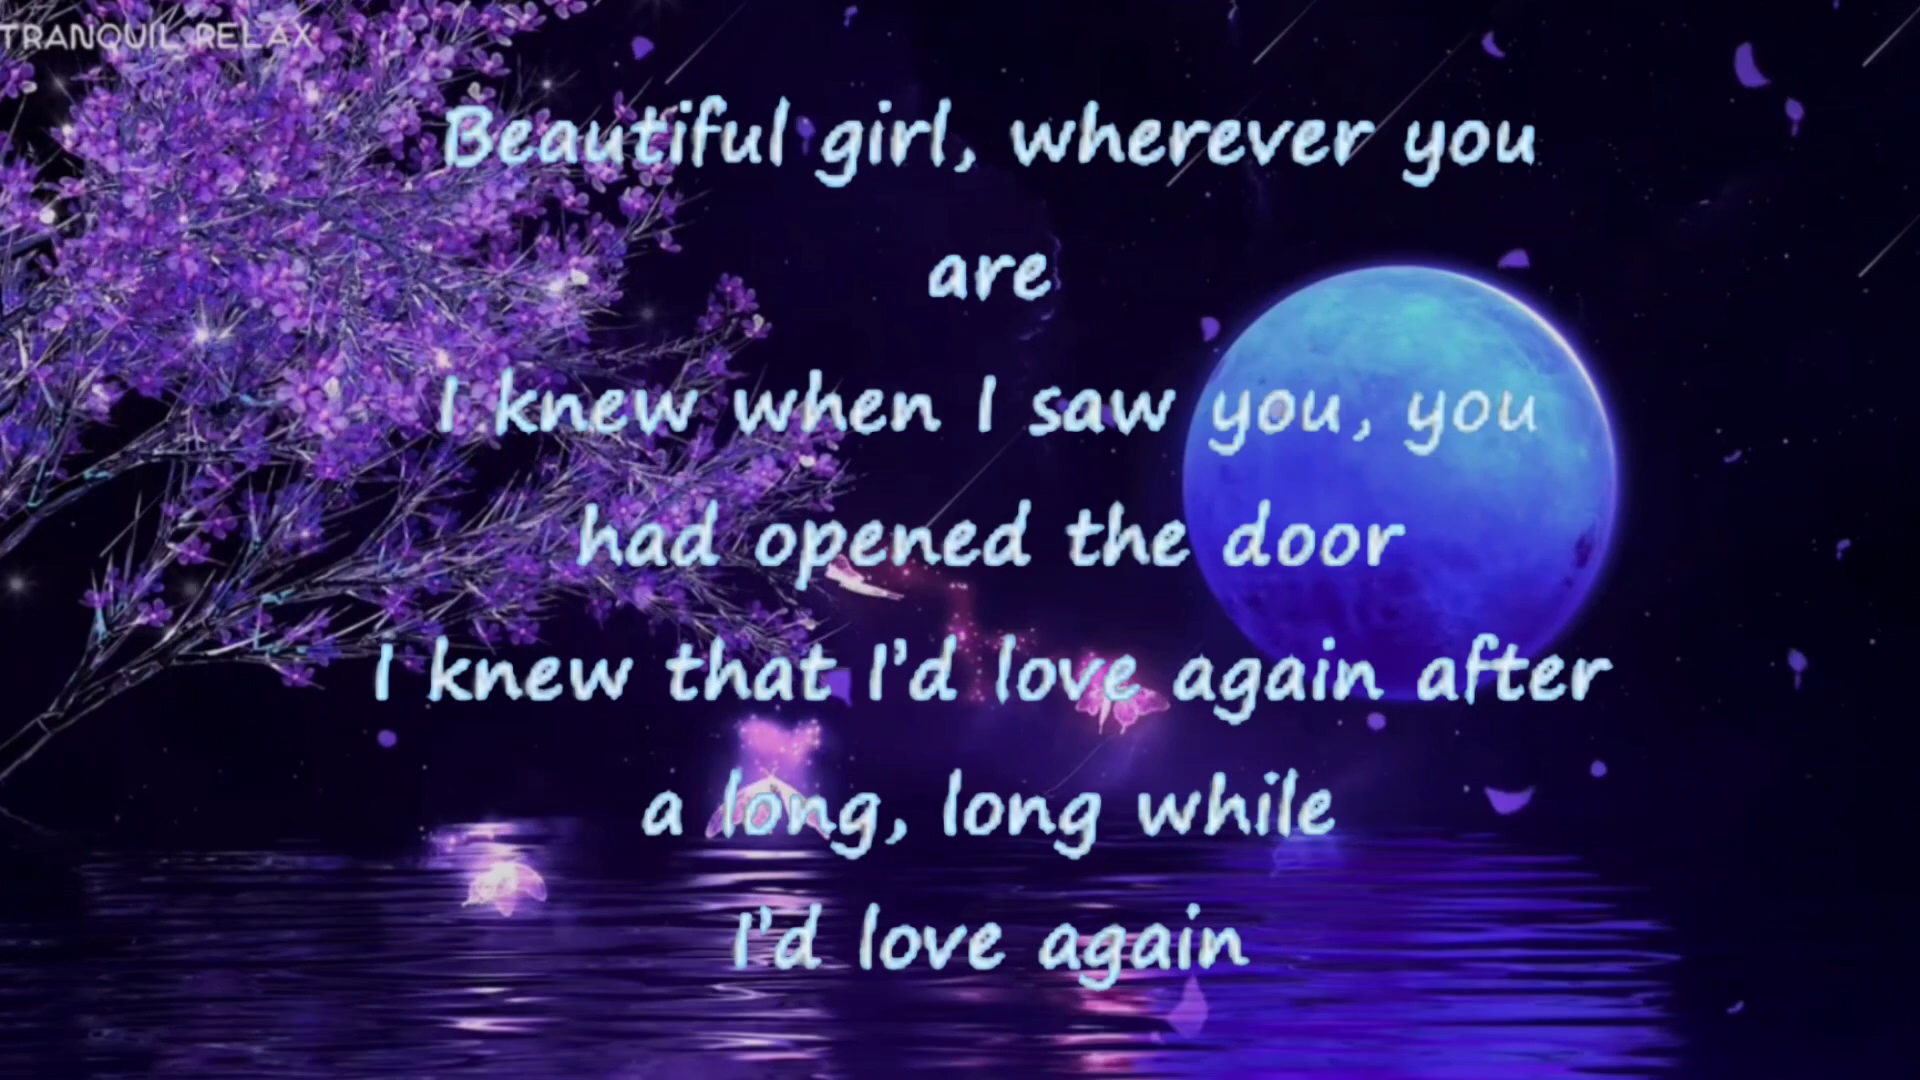 TRANQUIL RELAX
Beautiful girl, wherever you
are
I knew when I saw you, you
had opened the door
I knew that I'd love again after
a long, long while
I'd love again